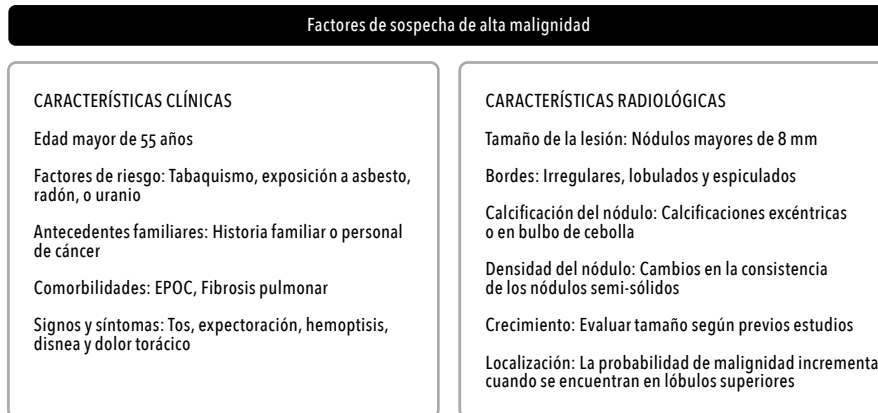 Factores de sospecha de alta malignidad
CARACTERÍSTICAS CLÍNICAS
Edad mayor de 55 años
Factores de riesgo: Tabaquismo, exposición a asbesto,
radón, o uranio
Antecedentes familiares: Historia familiar o personal
de cáncer
Comorbilidades: EPOC, Fibrosis pulmonar
Signos y síntomas: Tos, expectoración, hemoptisis,
disnea y dolor torácico
CARACTERÍSTICAS RADIOLÓGICAS
Tamaño de la lesión: Nódulos mayores de 8 mm
Bordes: Irregulares, lobulados y espiculados
Calcificación del nódulo: Calcificaciones excéntricas
o en bulbo de cebolla
Densidad del nódulo: Cambios en la consistencia
de los nódulos semi-sólidos
Crecimiento: Evaluar tamaño según previos estudios
Localización: La probabilidad de malignidad incrementa
cuando se encuentran en lóbulos superiores